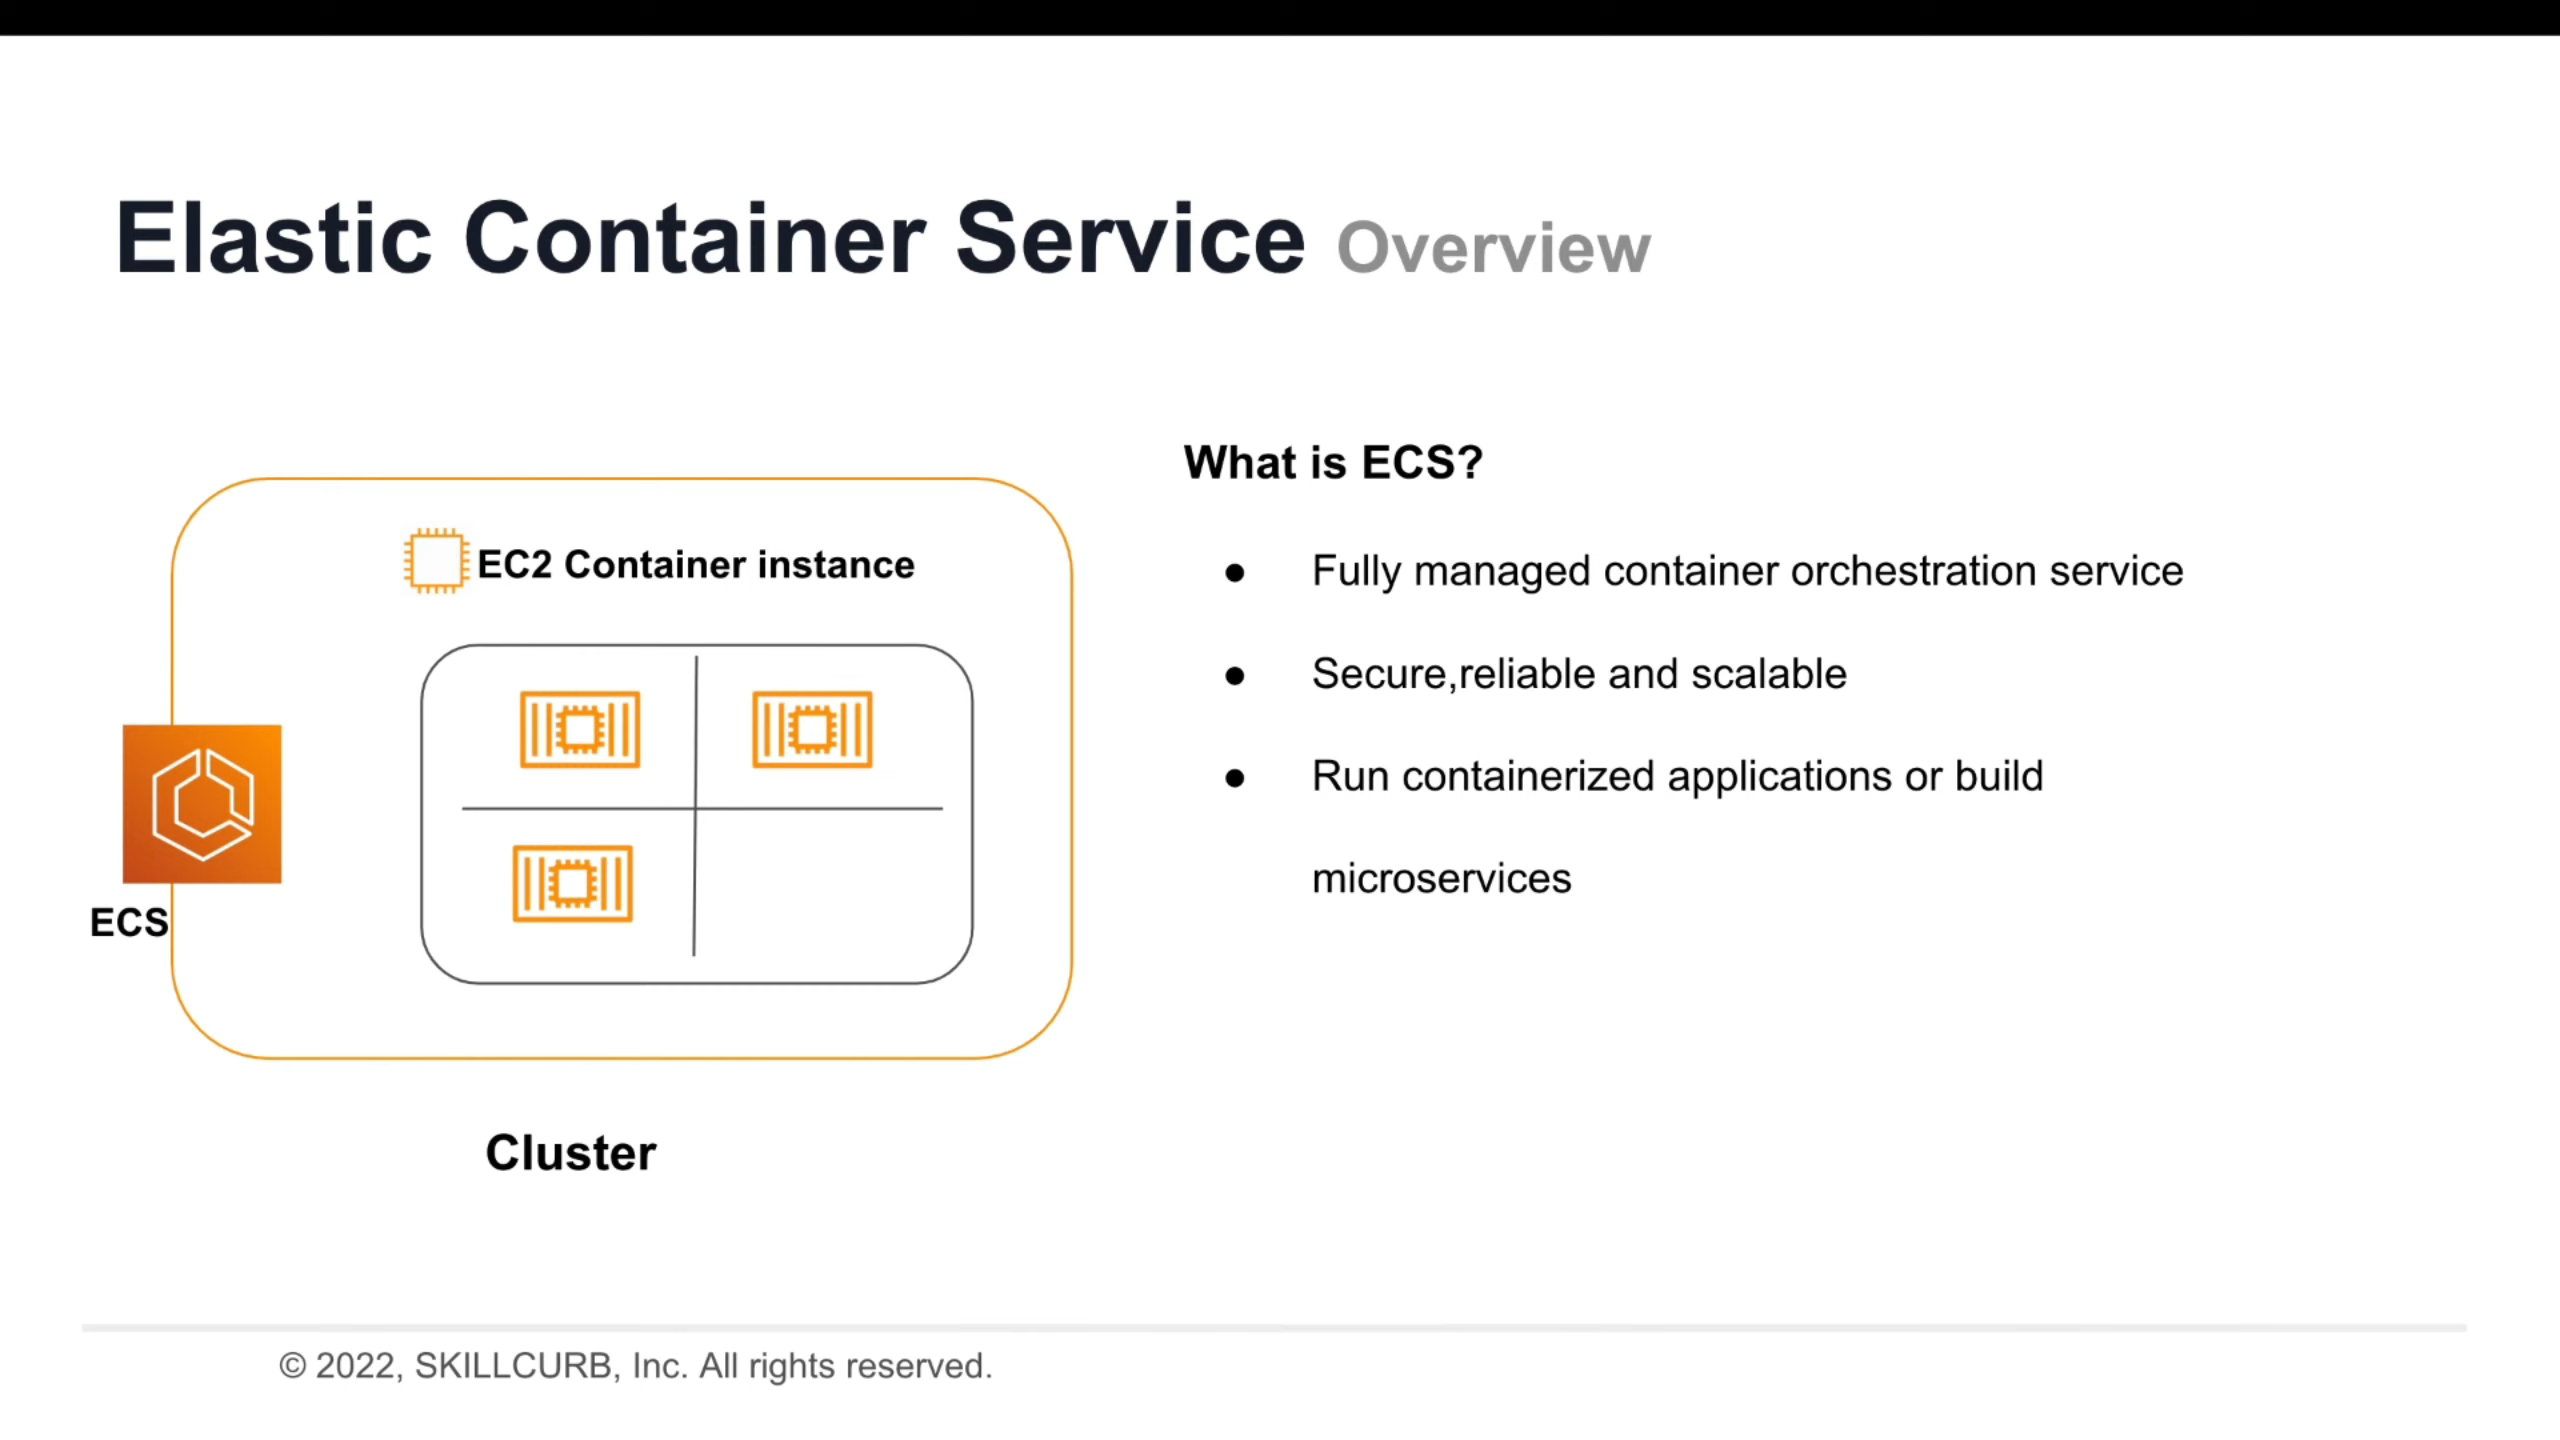 Elastic Container Service Overview
What is ECS?
EC2 Container instance
● Fully managed container orchestration service
● Secure,reliable and scalable
● Run containerized applications or build
microservices
ECS
Cluster
© 2022, SKILLCURB, Inc. All rights reserved.